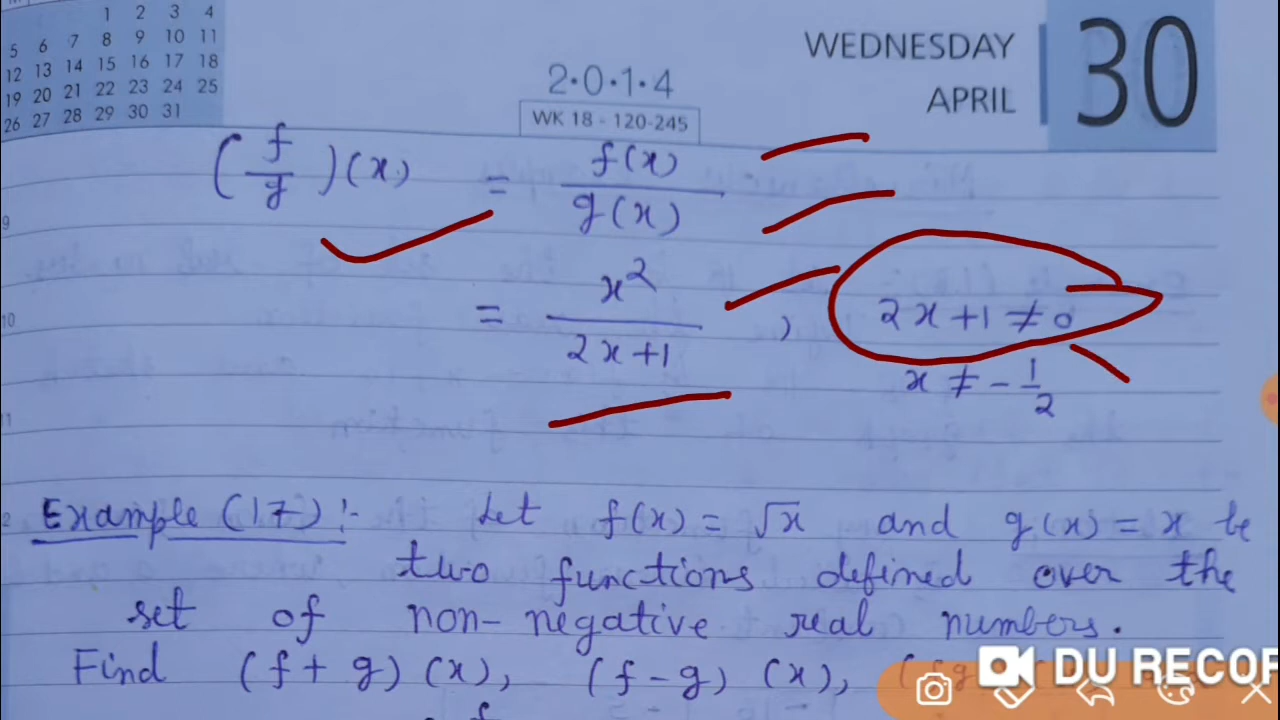 1 2 3 4
5 6 7 8 9 10 11
12 13 14 15 16 17 18
19 20 21 22 23 24 25
26 27 28 29 30 31
2·0·1·4
WK 18 - 120-245
WEDNESDAY
APRIL
30
(f/g)(x) = f(x)/g(x)
9
= x²/2x+1 , 2x+1 ≠ 0
10
x ≠ -1/2
11
Example (17) :- Let f(x) = √x and g(x) = x be
two functions defined over the
set of non-negative real numbers.
Find (f+g)(x), (f-g)(x),
DU RECOR